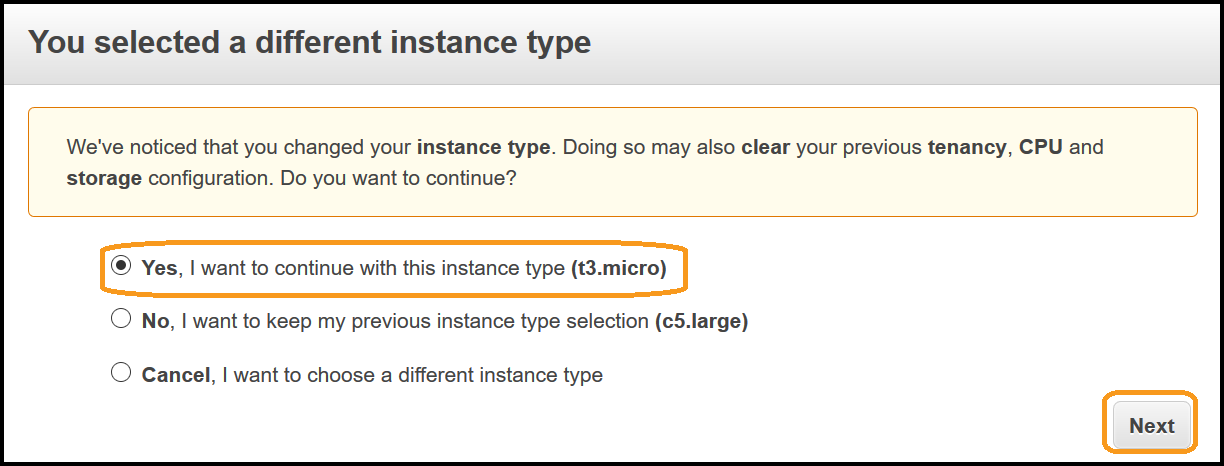 You selected a different instance type
We've noticed that you changed your instance type. Doing so may also clear your previous tenancy, CPU and
storage configuration. Do you want to continue?
Yes, I want to continue with this instance type (t3.micro)
No, I want to keep my previous instance type selection (c5.large)
Cancel, I want to choose a different instance type
Next